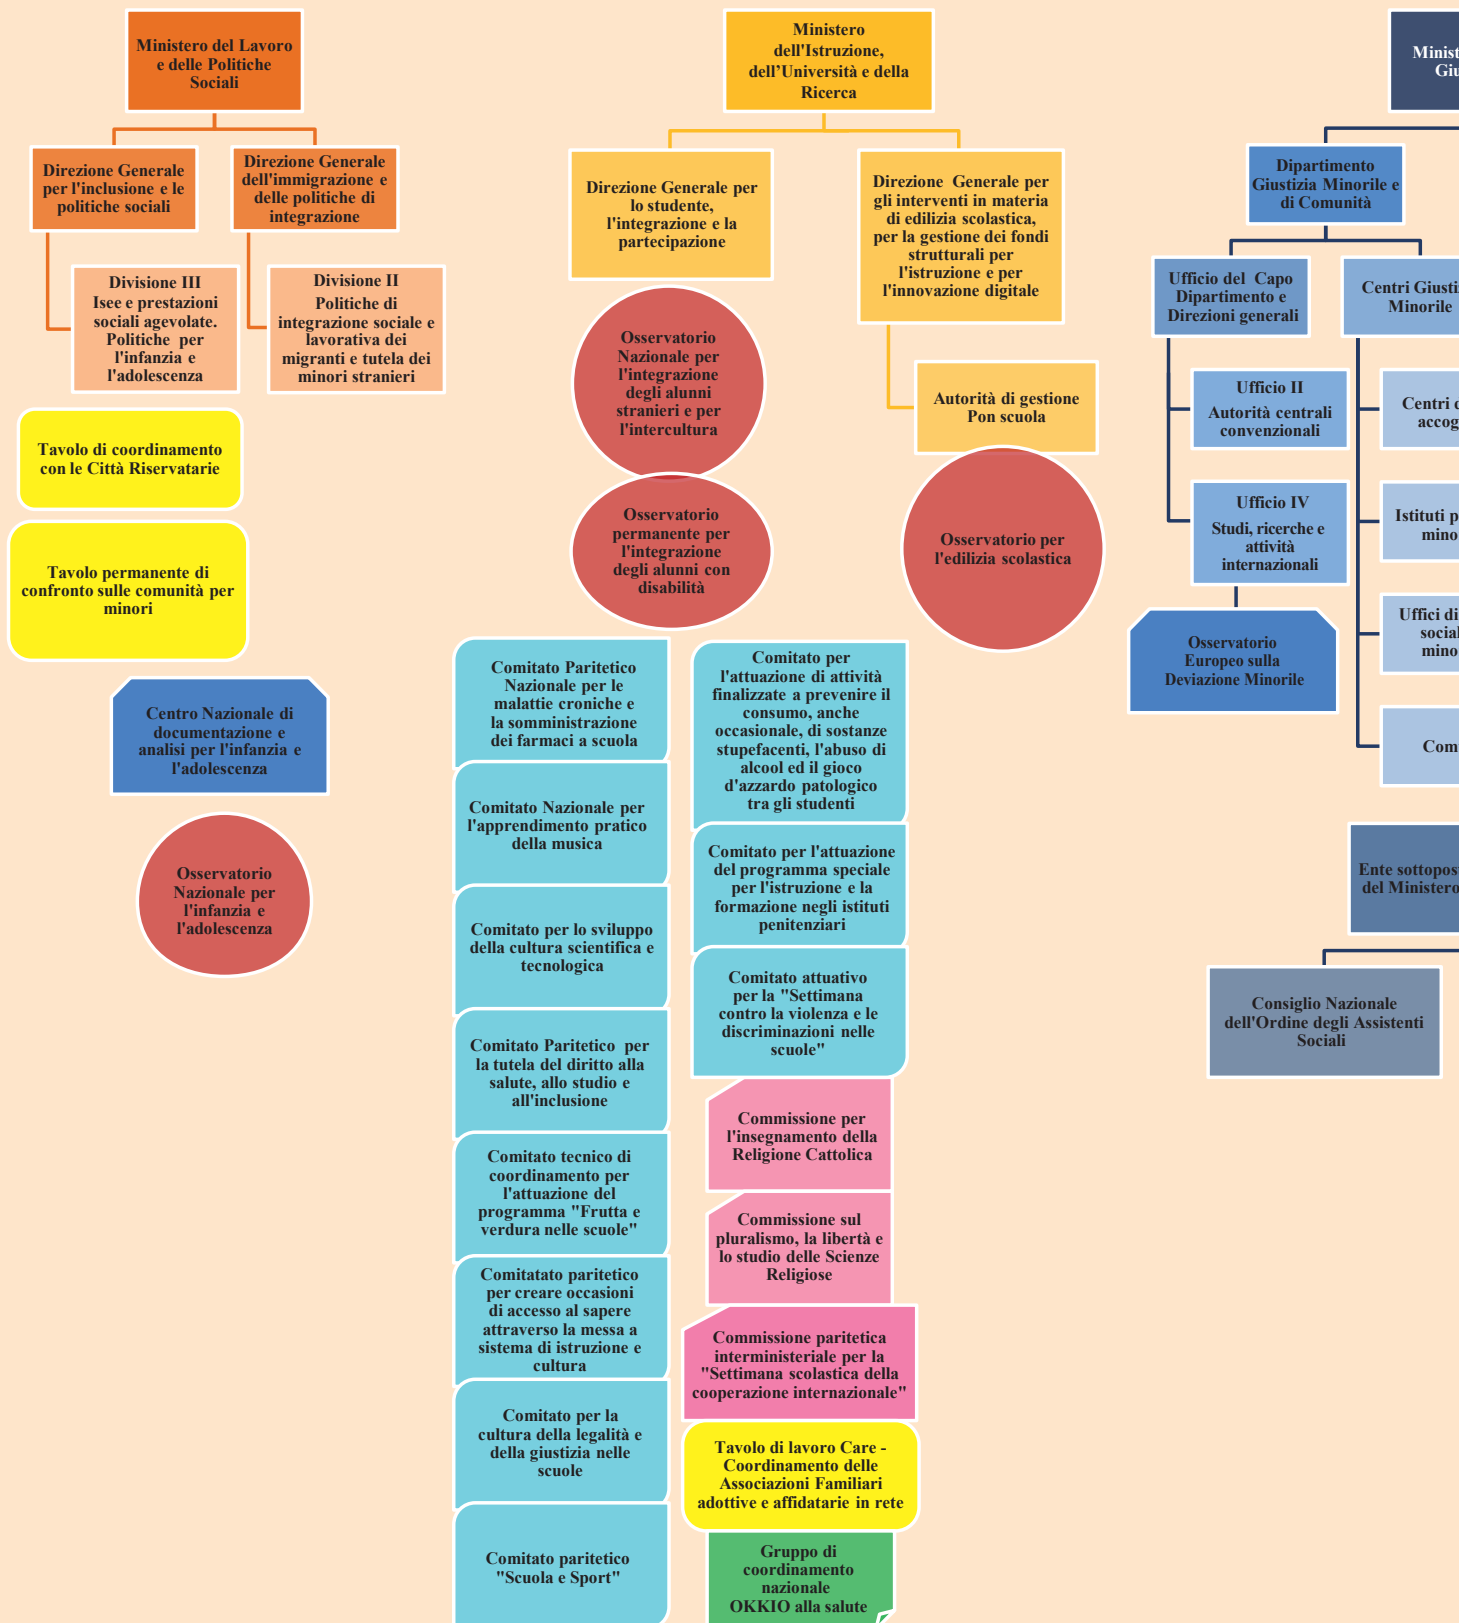 Ministero del Lavoro
e delle Politiche
Sociali
Direzione Generale
per l'inclusione e le
politiche sociali
Direzione Generale
dell'immigrazione e
delle politiche di
integrazione
Divisione III
Isee e prestazioni
sociali agevolate.
Politiche per
l'infanzia e
l'adolescenza
Divisione II
Politiche di
integrazione sociale e
lavorativa dei
migranti e tutela dei
minori stranieri
Tavolo di coordinamento
con le Città Riservatarie
Tavolo permanente di
confronto sulle comunità per
minori
Centro Nazionale di
documentazione e
analisi per l'infanzia e
l'adolescenza
Osservatorio
Nazionale per
l'infanzia e
l'adolescenza
Ministero
dell'Istruzione,
dell'Università e della
Ricerca
Direzione Generale per
lo studente,
l'integrazione e la
partecipazione
Direzione Generale per
gli interventi in materia
di edilizia scolastica,
per la gestione dei fondi
strutturali per
l'istruzione e per
l'innovazione digitale
Osservatorio
Nazionale per
l'integrazione
degli alunni
stranieri e per
l'intercultura
Autorità di gestione
Pon scuola
Osservatorio
permanente per
l'integrazione
degli alunni con
disabilità
Osservatorio per
l'edilizia scolastica
Comitato Paritetico
Nazionale per le
malattie croniche e
la somministrazione
dei farmaci a scuola
Comitato Nazionale per
l'apprendimento pratico
della musica
Comitato per lo sviluppo
della cultura scientifica e
tecnologica
Comitato Paritetico per
la tutela del diritto alla
salute, allo studio e
all'inclusione
Comitato tecnico di
coordinamento per
l'attuazione del
programma "Frutta e
verdura nelle scuole"
Comitatato paritetico
per creare occasioni
di accesso al sapere
attraverso la messa a
sistema di istruzione e
cultura
Comitato per la
cultura della legalità e
della giustizia nelle
scuole
Comitato paritetico
"Scuola e Sport"
Comitato per
l'attuazione di attività
finalizzate a prevenire il
consumo, anche
occasionale, di sostanze
stupefacenti, l'abuso di
alcool ed il gioco
d'azzardo patologico
tra gli studenti
Comitato per l'attuazione
del programma speciale
per l'istruzione e la
formazione negli istituti
penitenziari
Comitato attuativo
per la "Settimana
contro la violenza e le
discriminazioni nelle
scuole"
Commissione per
l'insegnamento della
Religione Cattolica
Commissione sul
pluralismo, la libertà e
lo studio delle Scienze
Religiose
Commissione paritetica
interministeriale per la
"Settimana scolastica della
cooperazione internazionale"
Tavolo di lavoro Care -
Coordinamento delle
Associazioni Familiari
adottive e affidatarie in rete
Gruppo di
coordinamento
nazionale
OKKIO alla salute
Minist
Giu
Dipartimento
Giustizia Minorile e
di Comunità
Ufficio del Capo
Dipartimento e
Direzioni generali
Centri Giustiz
Minorile
Ufficio II
Autorità centrali
convenzionali
Ufficio IV
Studi, ricerche e
attività
internazionali
Osservatorio
Europeo sulla
Deviazione Minorile
Centri
accog
Istituti p
mino
Uffici di
social
mino
Com
Ente sottopost
del Ministero
Consiglio Nazionale
dell'Ordine degli Assistenti
Sociali